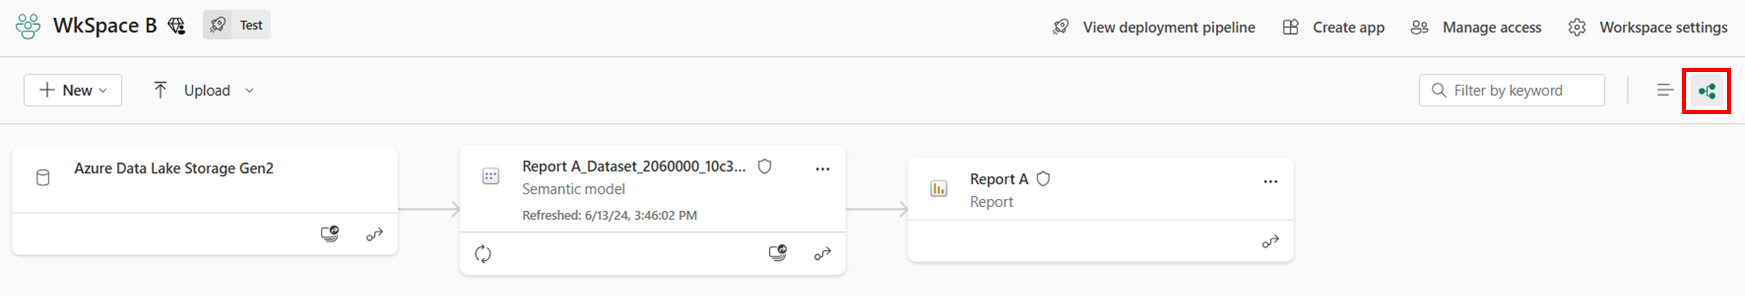 WkSpace B
Test
View deployment pipeline
Create app
Manage access
Workspace settings
New
Upload
Filter by keyword
Azure Data Lake Storage Gen2
Report A_Dataset_2060000_10c3...
Semantic model
Refreshed: 6/13/24, 3:46:02 PM
Report A
Report